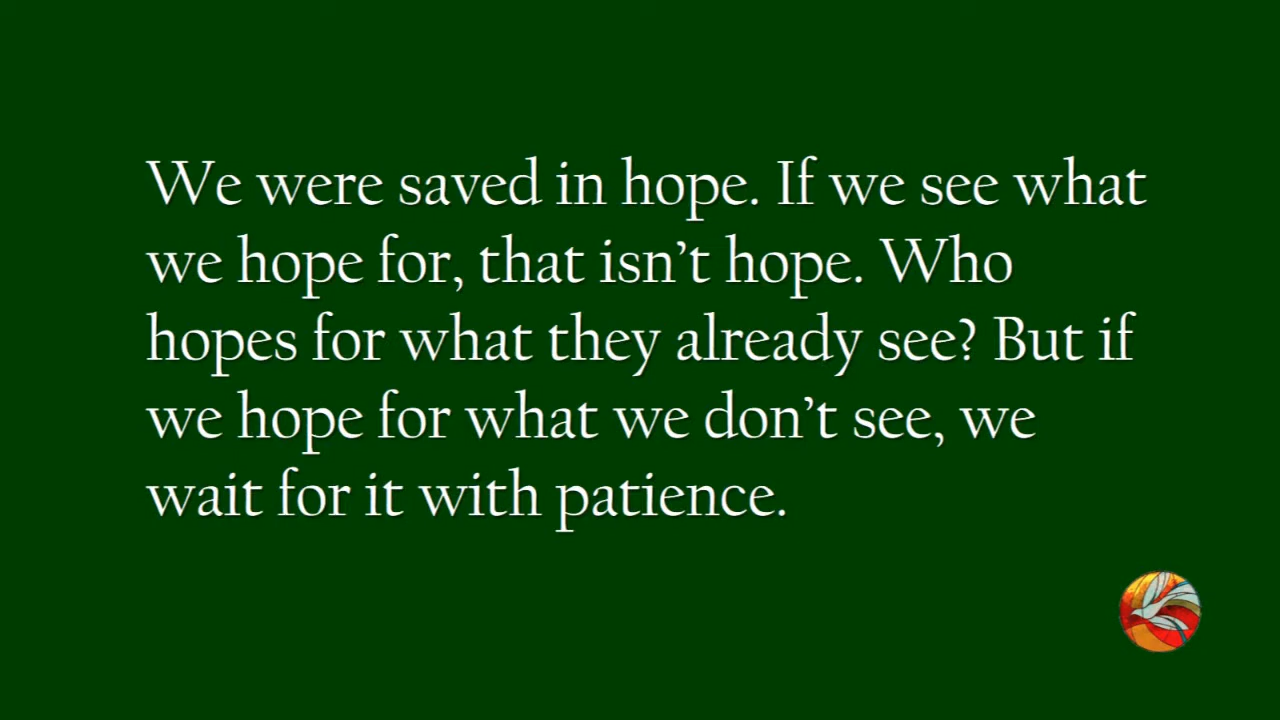 We were saved in hope. If we see what
we hope for, that isn’t hope. Who
hopes for what they already see? But if
we hope for what we don’t see, we
wait for it with patience.